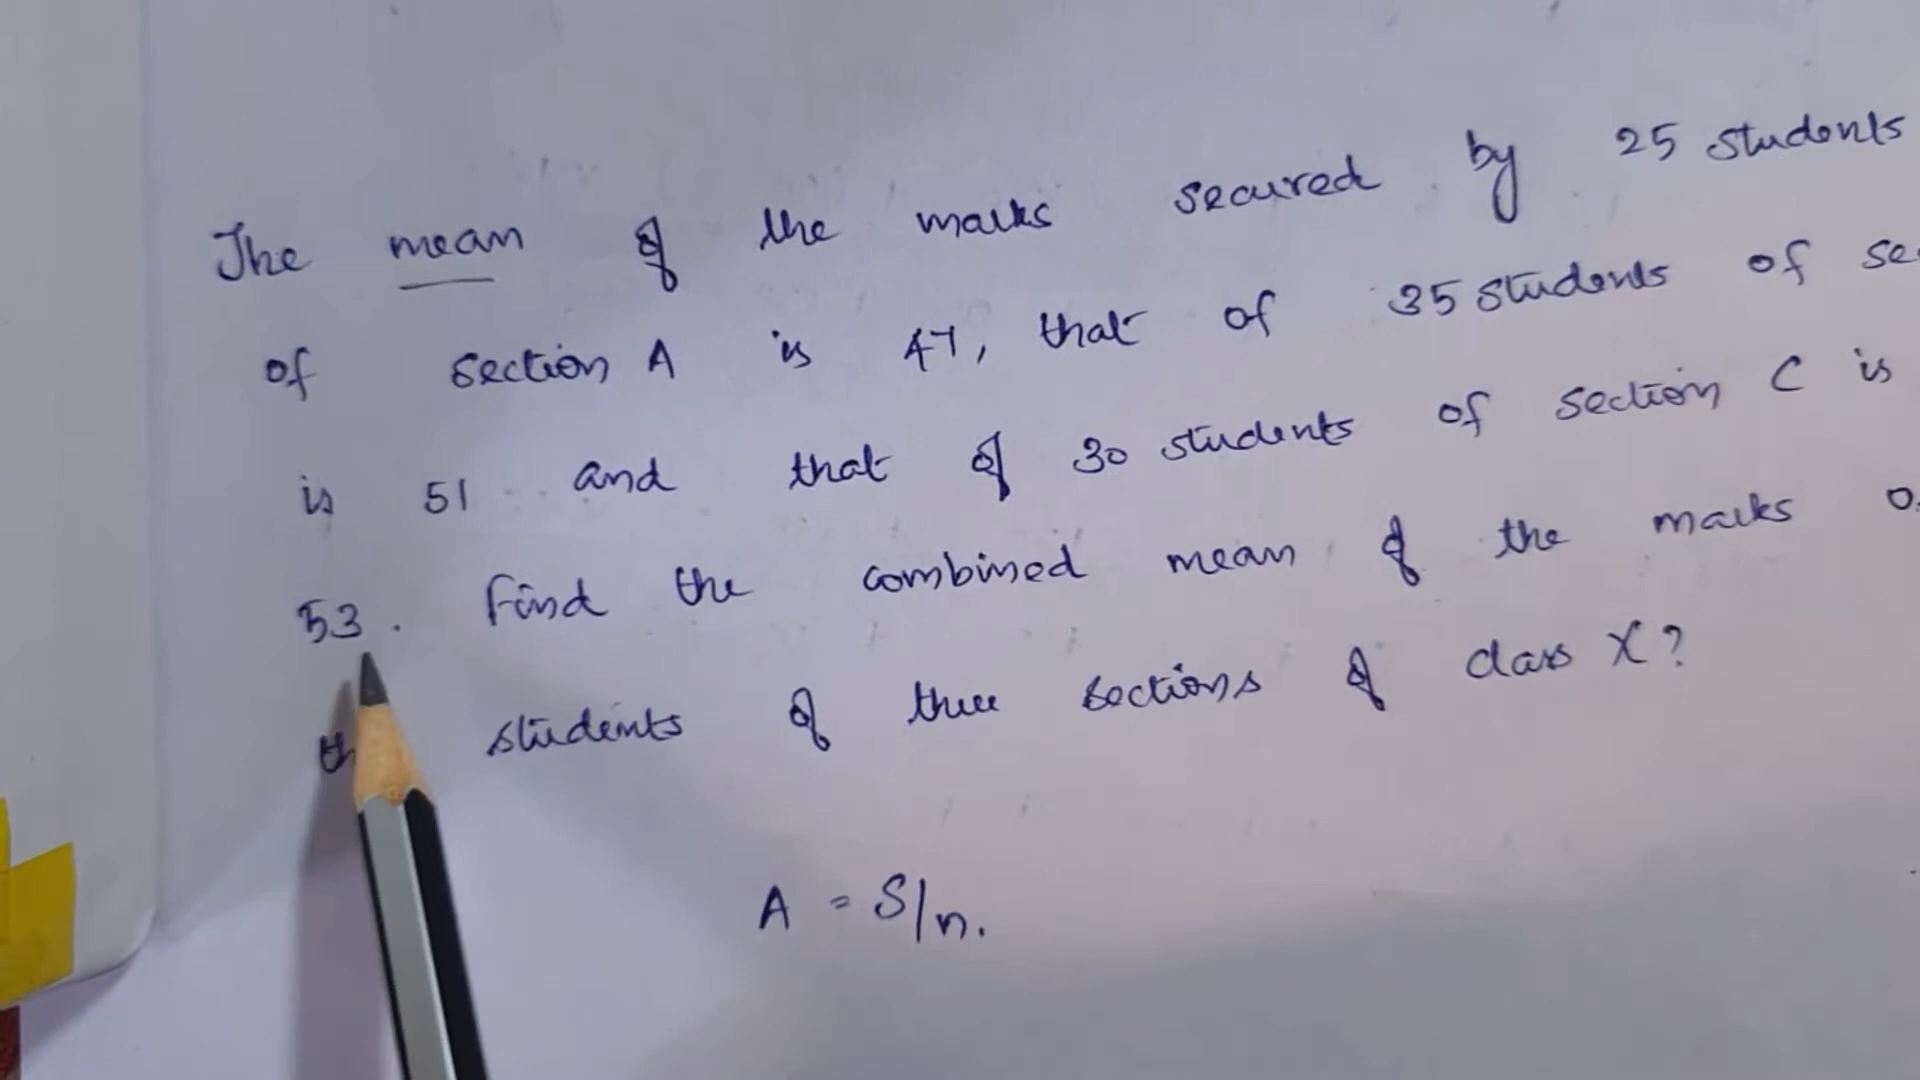 The mean of the marks secured by 25 students
of section A is 47, that of 35 students of
is 51 and that of 30 students of section C is
53. Find the combined mean of the marks
students of three sections of class X?
A = S/n.